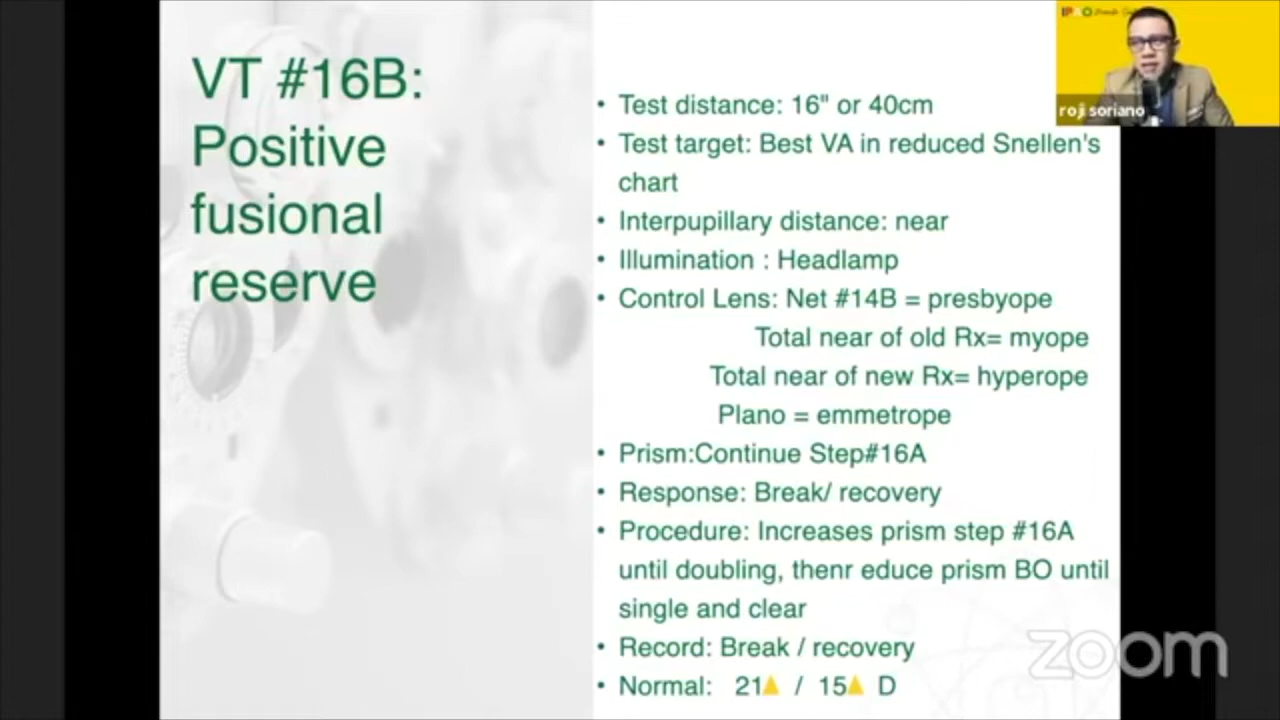 VT #16B:
Positive
fusional
reserve
• Test distance: 16" or 40cm
• Test target: Best VA in reduced Snellen's
chart
• Interpupillary distance: near
• Illumination : Headlamp
• Control Lens: Net #14B = presbyope
Total near of old Rx= myope
Total near of new Rx= hyperope
Plano = emmetrope
• Prism:Continue Step#16A
• Response: Break/ recovery
• Procedure: Increases prism step #16A
until doubling, thenr educe prism BO until
single and clear
• Record: Break / recovery
• Normal: 21▲ / 15▲ D
roji soriano
zoom